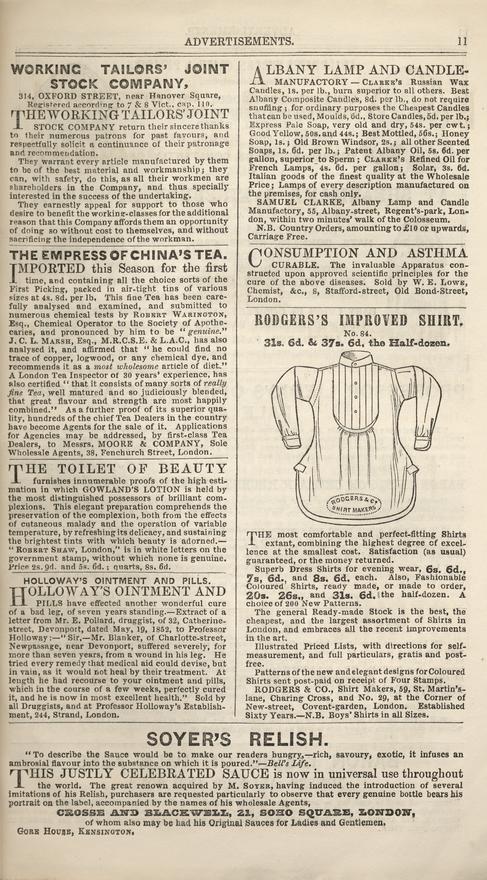 ADVERTISEMENTS. 11
WORKING TAILORS' JOINT
STOCK COMPANY,
314, OXFORD STREET, near Hanover Square,
Registered according to 7 & 8 Vict., cap. 110.
THE WORKING TAILORS' JOINT
STOCK COMPANY return their sincere thanks
to their numerous patrons for past favours, and
respectfully solicit a continuance of their patronage
and recommendation.
They warrant every article manufactured by them
to be of the best material and workmanship; they
can, with safety, do this, as all their workmen are
shareholders in the Company, and thus specially
interested in the success of the undertaking.
They earnestly appeal for support to those who
desire to benefit the working-classes for the additional
reason that this Company affords them an opportunity
of doing so without cost to themselves, and without
sacrificing the independence of the workman.
THE EMPRESS OF CHINA'S TEA.
IMPORTED this Season for the first
time, and containing all the choice sorts of the
First Picking, packed in air-tight tins of various
sizes at 4s. 8d. per lb. This fine Tea has been care-
fully analysed and examined, and submitted to
numerous chemical tests by ROBERT WARINGTON,
Esq., Chemical Operator to the Society of Apothe-
caries, and pronounced by him to be "genuine."
J. C. L. MARSH, Esq., M.R.C.S.E. & L.A.C., has also
analysed it, and affirmed that "he could find no
trace of copper, logwood, or any chemical dye, and
recommends it as a most wholesome article of diet."
A London Tea Inspector of 30 years' experience, has
also certified "that it consists of many sorts of really
fine Tea, well matured and so judiciously blended,
that great flavour and strength are most happily
combined." As a further proof of its superior qua-
lity, hundreds of the chief Tea Dealers in the country
have become Agents for the sale of it. Applications
for Agencies may be addressed, by first-class Tea
Dealers, to Messrs. MOORE & COMPANY, Sole
Wholesale Agents, 38, Fenchurch Street, London.
THE TOILET OF BEAUTY
furnishes innumerable proofs of the high esti-
mation in which GOWLAND'S LOTION is held by
the most distinguished possessors of brilliant com-
plexions. This elegant preparation comprehends the
preservation of the complexion, both from the effects
of cutaneous malady and the operation of variable
temperature, by refreshing its delicacy, and sustaining
the brightest tints with which beauty is adorned.—
"ROBERT SHAW, London," is in white letters on the
government stamp, without which none is genuine.
Price 2s. 9d. and 5s. 6d.; quarts, 8s. 6d.
HOLLOWAY'S OINTMENT AND PILLS.
HOLLOWAY'S OINTMENT AND
PILLS have effected another wonderful cure
of a bad leg, of seven years standing.—Extract of a
letter from Mr. E. Pollard, druggist, of 32, Catherine-
street, Devonport, dated May, 19, 1852, to Professor
Holloway:—"Sir,—Mr. Blanker, of Charlotte-street,
Newpassage, near Devonport, suffered severely, for
more than seven years, from a wound in his leg. He
tried every remedy that medical aid could devise, but
in vain, as it would not heal by their treatment. At
length he had recourse to your ointment and pills,
which in the course of a few weeks, perfectly cured
it, and he is now in most excellent health." Sold by
all Druggists, and at Professor Holloway's Establish-
ment, 244, Strand, London.
ALBANY LAMP AND CANDLE-
MANUFACTORY—CLARKE'S Russian Wax
Candles, 1s. per lb., burn superior to all others. Best
Albany Composite Candles, 8d. per lb., do not require
snuffing; for ordinary purposes the Cheapest Candles
that can be used, Moulds, 6d., Store Candles, 5d. per lb.;
Express Pale Soap, very old and dry, 54s. per cwt.;
Good Yellow, 50s. and 44s.; Best Mottled, 56s.; Honey
Soap, 1s.; Old Brown Windsor, 2s.; all other Scented
Soaps, 1s. 6d. per lb.; Patent Albany Oil, 5s. 6d. per
gallon, superior to Sperm; CLARKE'S Refined Oil for
French Lamps, 4s. 6d. per gallon; Solar, 3s. 6d.
Italian goods of the finest quality at the Wholesale
Price; Lamps of every description manufactured on
the premises, for cash only.
SAMUEL CLARKE, Albany Lamp and Candle
Manufactory, 55, Albany-street, Regent's-park, Lon-
don, within two minutes' walk of the Colosseum.
N.B. Country Orders, amounting to £10 or upwards,
Carriage Free.
CONSUMPTION AND ASTHMA
CURABLE. The invaluable Apparatus con-
structed upon approved scientific principles for the
cure of the above diseases. Sold by W. E. LOWE,
Chemist, &c., 8, Stafford-street, Old Bond-Street,
London.
RODGERS'S IMPROVED SHIRT.
No. 84.
31s. 6d. & 37s. 6d, the Half-dozen.
RODGERS & Co
SHIRT MAKERS
THE most comfortable and perfect-fitting Shirts
extant, combining the highest degree of excel-
lence at the smallest cost. Satisfaction (as usual)
guaranteed, or the money returned.
Superb Dress Shirts for evening wear, 6s. 6d.,
7s, 6d., and 8s. 6d. each. Also, Fashionable
Coloured Shirts, ready made, or made to order,
20s. 26s., and 31s. 6d. the half-dozen. A
choice of 200 New Patterns.
The general Ready-made Stock is the best, the
cheapest, and the largest assortment of Shirts in
London, and embraces all the recent improvements
in the art.
Illustrated Priced Lists, with directions for self-
measurement, and full particulars, gratis and post-
free.
Patterns of the new and elegant designs for Coloured
Shirts sent post-paid on receipt of Four Stamps.
RODGERS & CO., Shirt Makers, 59, St. Martin's-
lane, Charing Cross, and No. 29, at the Corner of
New-street, Covent-garden, London. Established
Sixty Years.—N.B. Boys' Shirts in all Sizes.
SOYER'S RELISH.
"To describe the Sauce would be to make our readers hungry,—rich, savoury, exotic, it infuses an
ambrosial flavour into the substance on which it is poured."—Bell's Life.
THIS JUSTLY CELEBRATED SAUCE is now in universal use throughout
the world. The great renown acquired by M. SOYER, having induced the introduction of several
imitations of his Relish, purchasers are requested particularly to observe that every genuine bottle bears his
portrait on the label, accompanied by the names of his wholesale Agents,
CROSSE AND BLACKWELL, 21, SOHO SQUARE, LONDON,
of whom also may be had his Original Sauces for Ladies and Gentlemen.
GORE HOUSE, KENSINGTON,